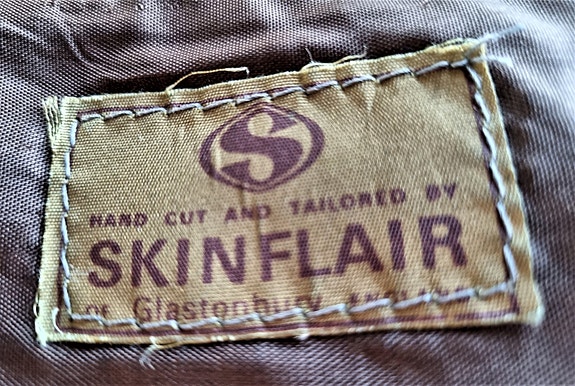 S
HAND CUT AND TAILORED BY
SKINFLAIR
OF Glastonbury